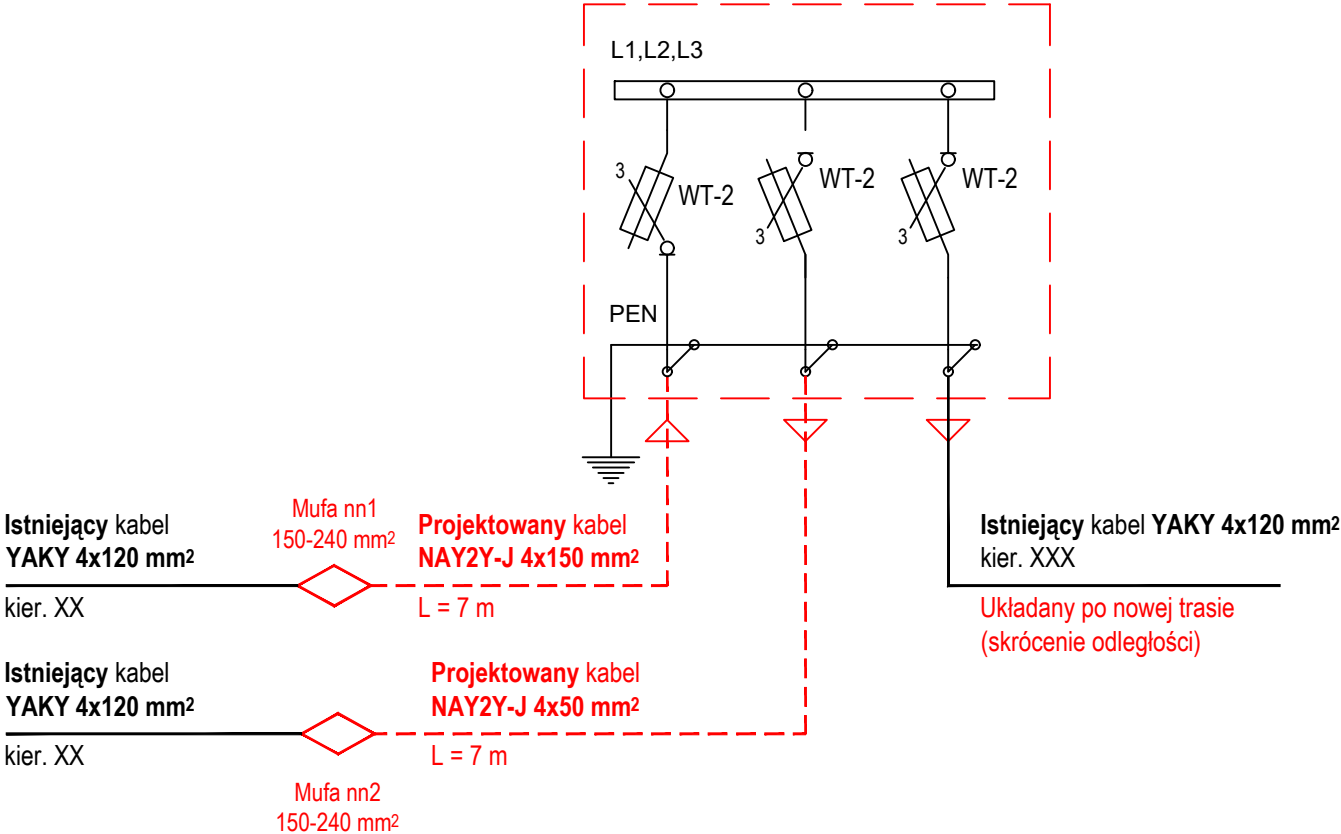 L1,L2,L3
3
WT-2
3
WT-2
3
WT-2
PEN
Istniejący kabel
YAKY 4x120 mm²
kier. XX
Mufa nn1
150-240 mm²
Projektowany kabel
NAY2Y-J 4x150 mm²
L = 7 m
Istniejący kabel YAKY 4x120 mm²
kier. XXX
Układany po nowej trasie
(skrócenie odległości)
Istniejący kabel
YAKY 4x120 mm²
kier. XX
Projektowany kabel
NAY2Y-J 4x50 mm²
L = 7 m
Mufa nn2
150-240 mm²